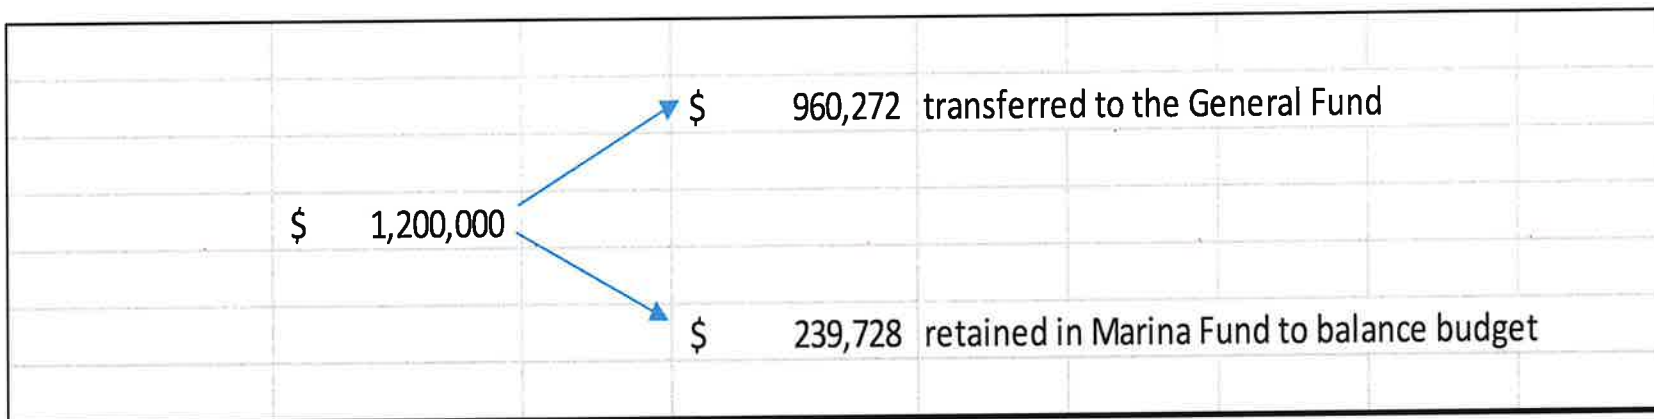 $ 960,272 transferred to the General Fund
$ 1,200,000
$ 239,728 retained in Marina Fund to balance budget